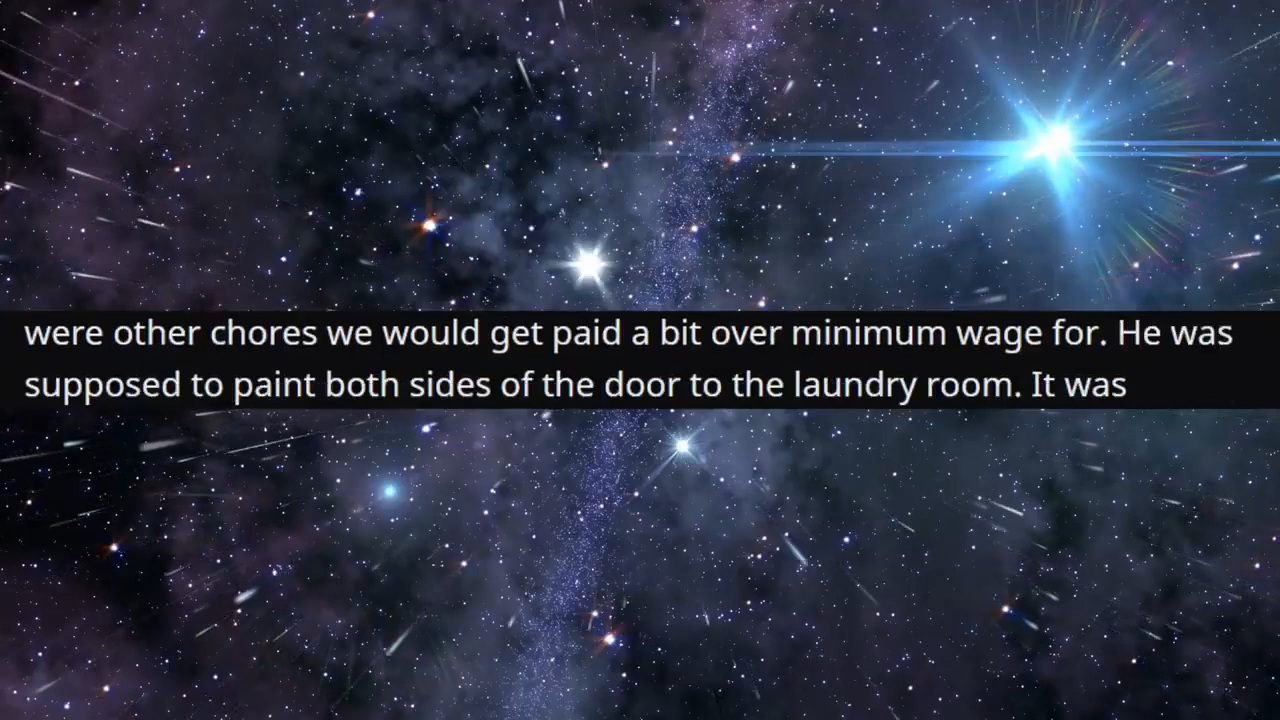 were other chores we would get paid a bit over minimum wage for. He was
supposed to paint both sides of the door to the laundry room. It was